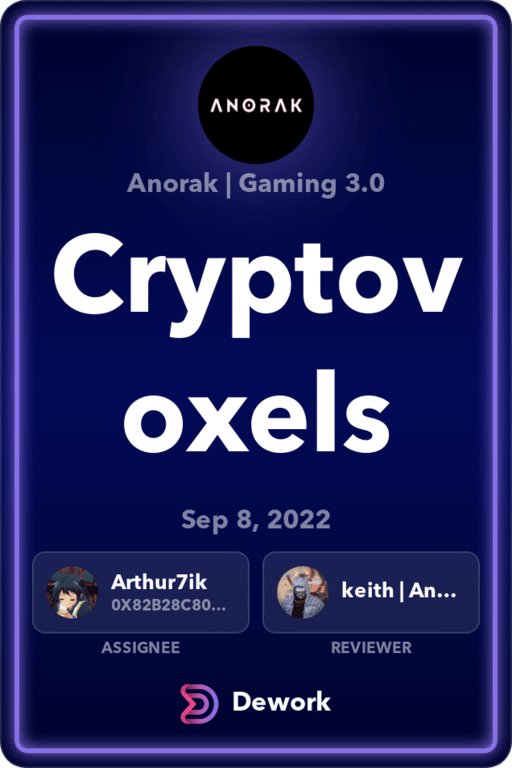 ANORAK
Anorak | Gaming 3.0
Cryptov
oxels
Sep 8, 2022
Arthur7ik
0X82B28C80...
keith | An...
ASSIGNEE
REVIEWER
Dework